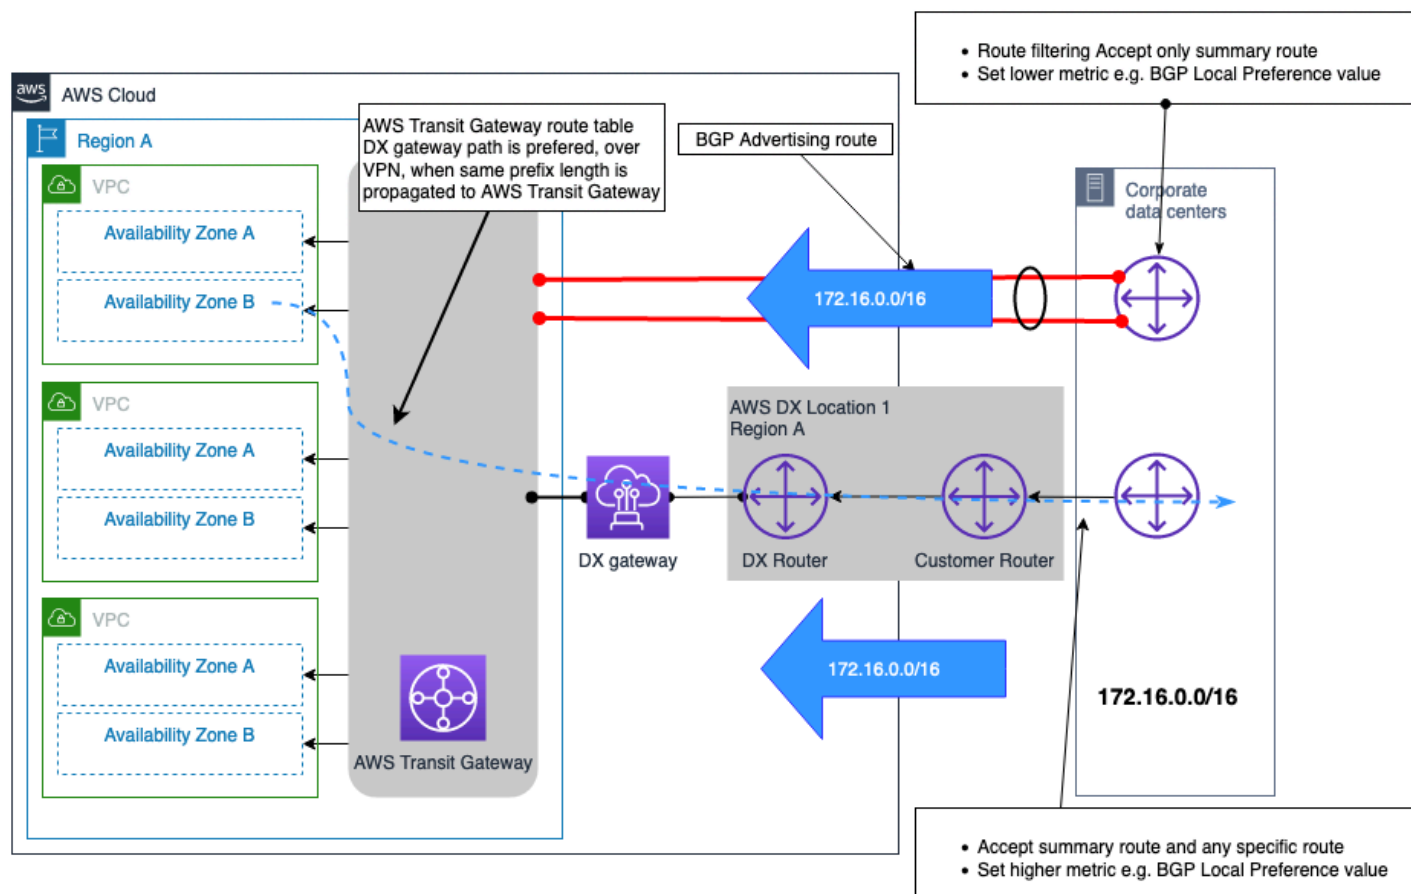 • Route filtering Accept only summary route
• Set lower metric e.g. BGP Local Preference value
aws
AWS Cloud
Region A
AWS Transit Gateway route table
DX gateway path is prefered, over
VPN, when same prefix length is
propagated to AWS Transit Gateway
BGP Advertising route
VPC
Availability Zone A
Availability Zone B
Corporate
data centers
172.16.0.0/16
VPC
Availability Zone A
Availability Zone B
AWS DX Location 1
Region A
DX gateway
DX Router
Customer Router
VPC
Availability Zone A
Availability Zone B
AWS Transit Gateway
172.16.0.0/16
172.16.0.0/16
• Accept summary route and any specific route
• Set higher metric e.g. BGP Local Preference value